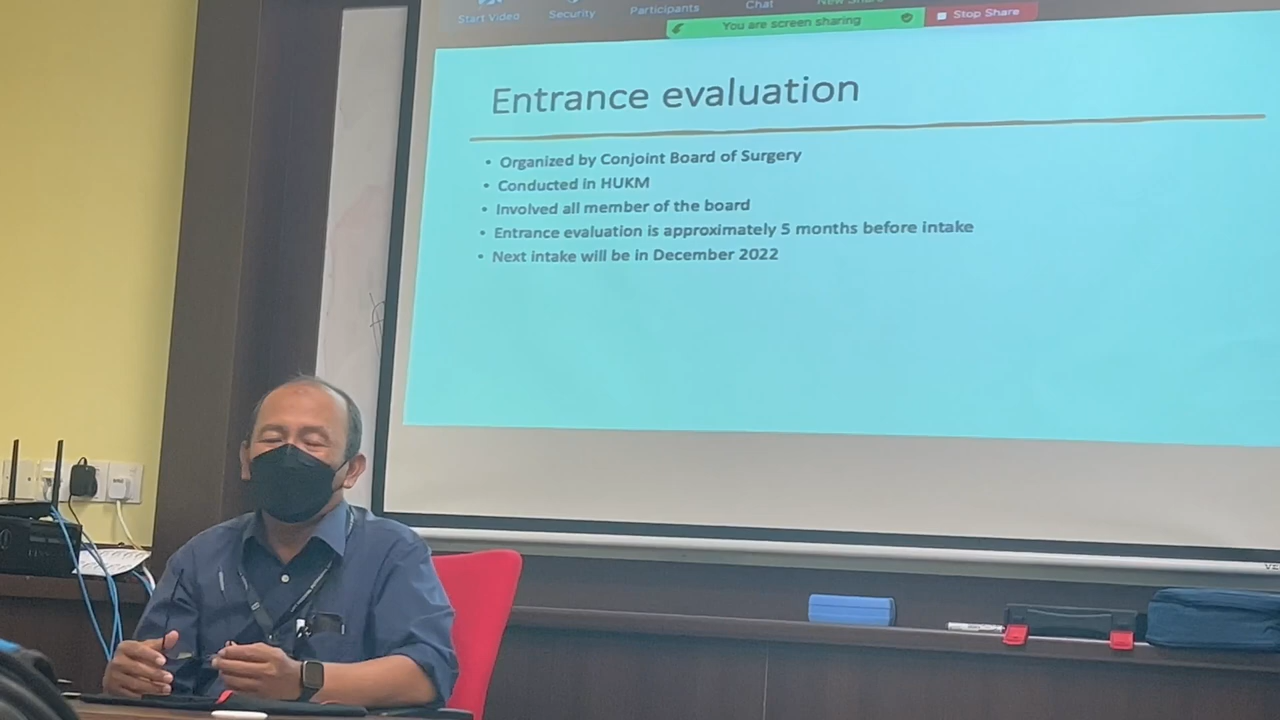 Start Video
Security
Participants
Chat
New Share
You are screen sharing
Stop Share
Entrance evaluation
• Organized by Conjoint Board of Surgery
• Conducted in HUKM
• Involved all member of the board
• Entrance evaluation is approximately 5 months before intake
• Next intake will be in December 2022